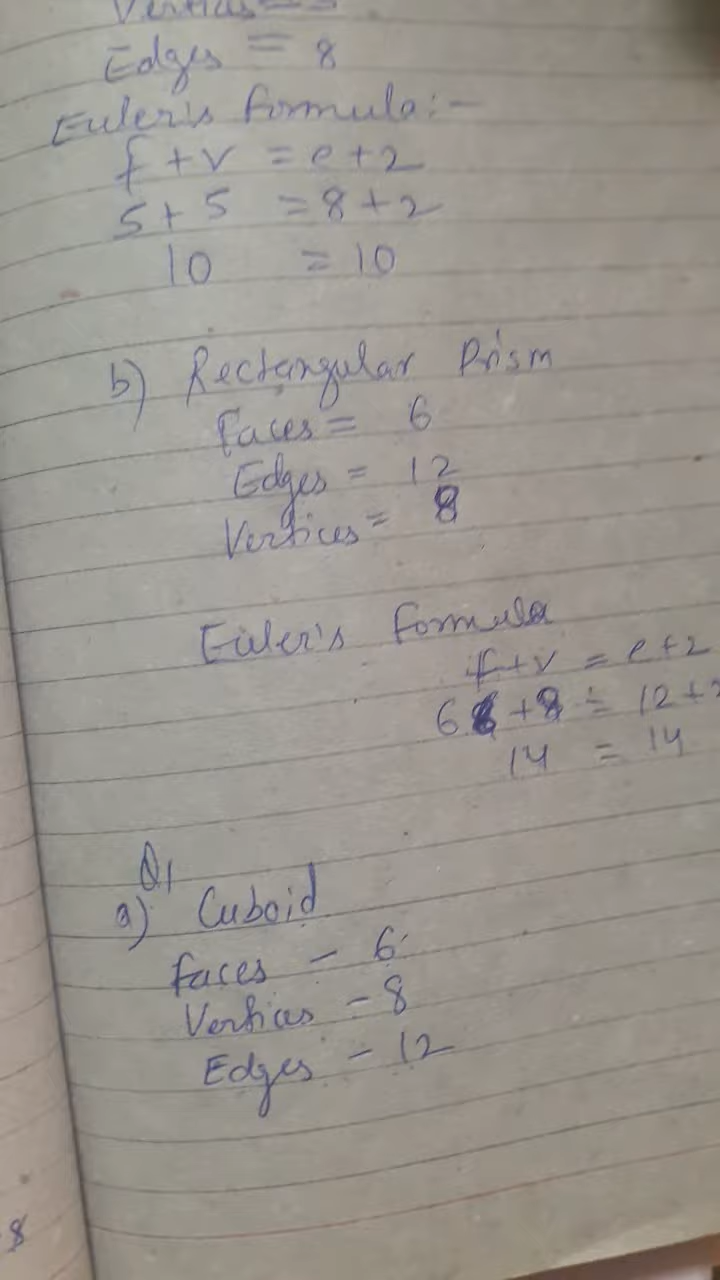 Vertices =
Edges = 8
Euler's formula:-
f + v = e + 2
5 + 5 = 8 + 2
10 = 10
b) Rectangular Prism
Faces = 6
Edges = 12
Vertices = 8
Euler's Formula
f + v = e + 2
6 + 8 = 12 + 2
14 = 14
Q1
a) Cuboid
faces - 6
Vertices - 8
Edges - 12
8